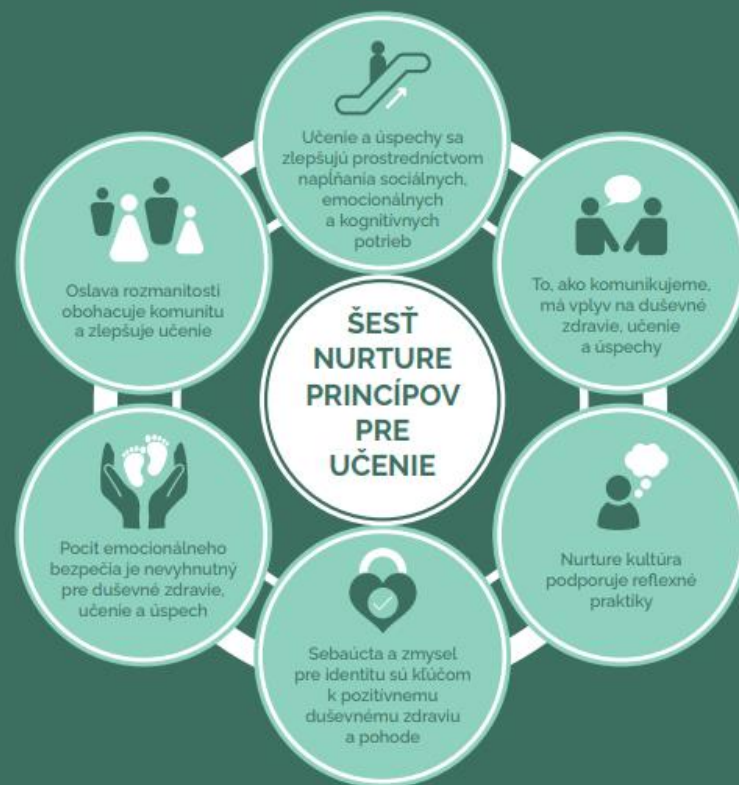 Učenie a úspechy sa
zlepšujú prostredníctvom
napĺňania sociálnych,
emocionálnych
a kognitívnych
potrieb
To, ako komunikujeme,
má vplyv na duševné
zdravie, učenie
a úspechy
Nurture kultúra
podporuje reflexné
praktiky
Sebaúcta a zmysel
pre identitu sú kľúčom
k pozitívnemu
duševnému zdraviu
a pohode
Pocit emocionálneho
bezpečia je nevyhnutný
pre duševné zdravie,
učenie a úspech
Oslava rozmanitosti
obohacuje komunitu
a zlepšuje učenie
ŠESŤ
NURTURE
PRINCÍPOV
PRE
UČENIE